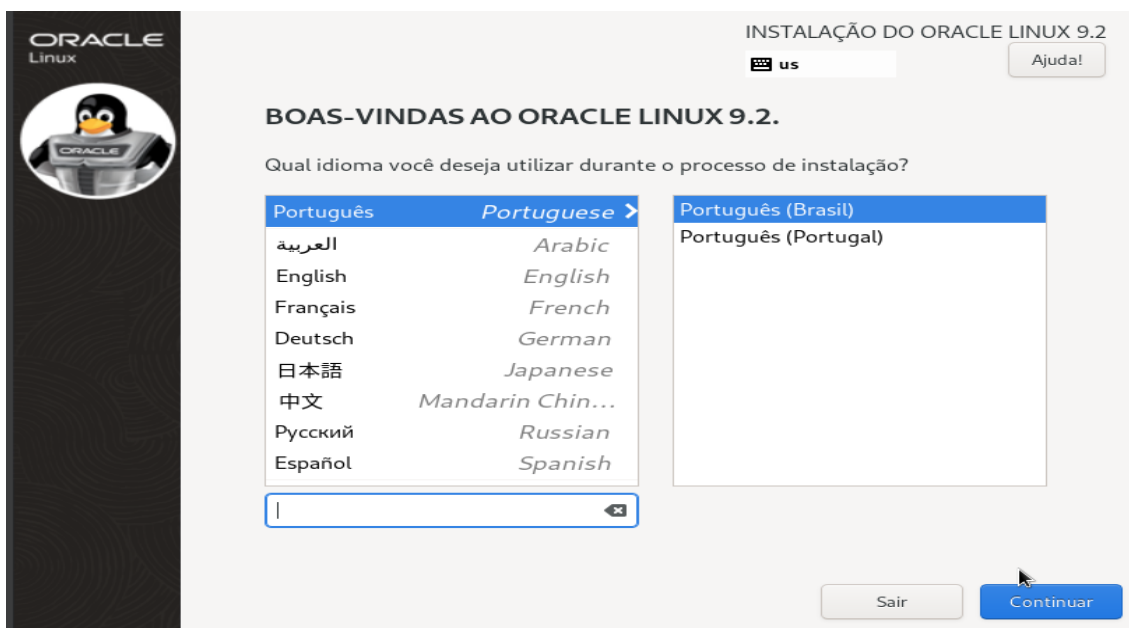 ORACLE
Linux
ORACLE
INSTALAÇÃO DO ORACLE LINUX 9.2
us
Ajuda!
BOAS-VINDAS AO ORACLE LINUX 9.2.
Qual idioma você deseja utilizar durante o processo de instalação?
Português Portuguese
العربية Arabic
English English
Français French
Deutsch German
日本語 Japanese
中文 Mandarin Chin...
Русский Russian
Español Spanish
Português (Brasil)
Português (Portugal)
Sair
Continuar